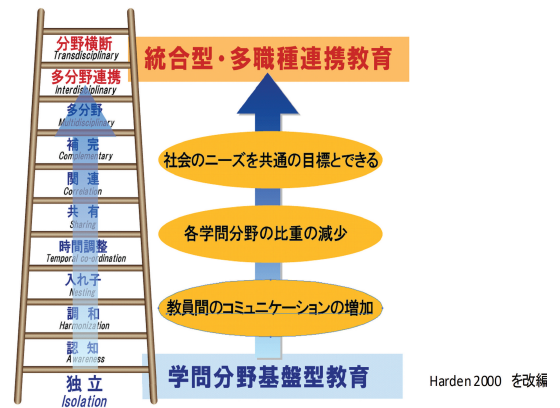 分野横断
Transdisciplinary
多分野連携
Interdisciplinary
多分野
Multidisciplinary
補 完
Complementary
関 連
Correlation
共 有
Sharing
時間調整
Temporal co-ordination
入れ子
Nesting
調 和
Harmonization
認 知
Awareness
独 立
Isolation
統合型・多職種連携教育
社会のニーズを共通の目標とできる
各学問分野の比重の減少
教員間のコミュニケーションの増加
学問分野基盤型教育
Harden 2000 を改編